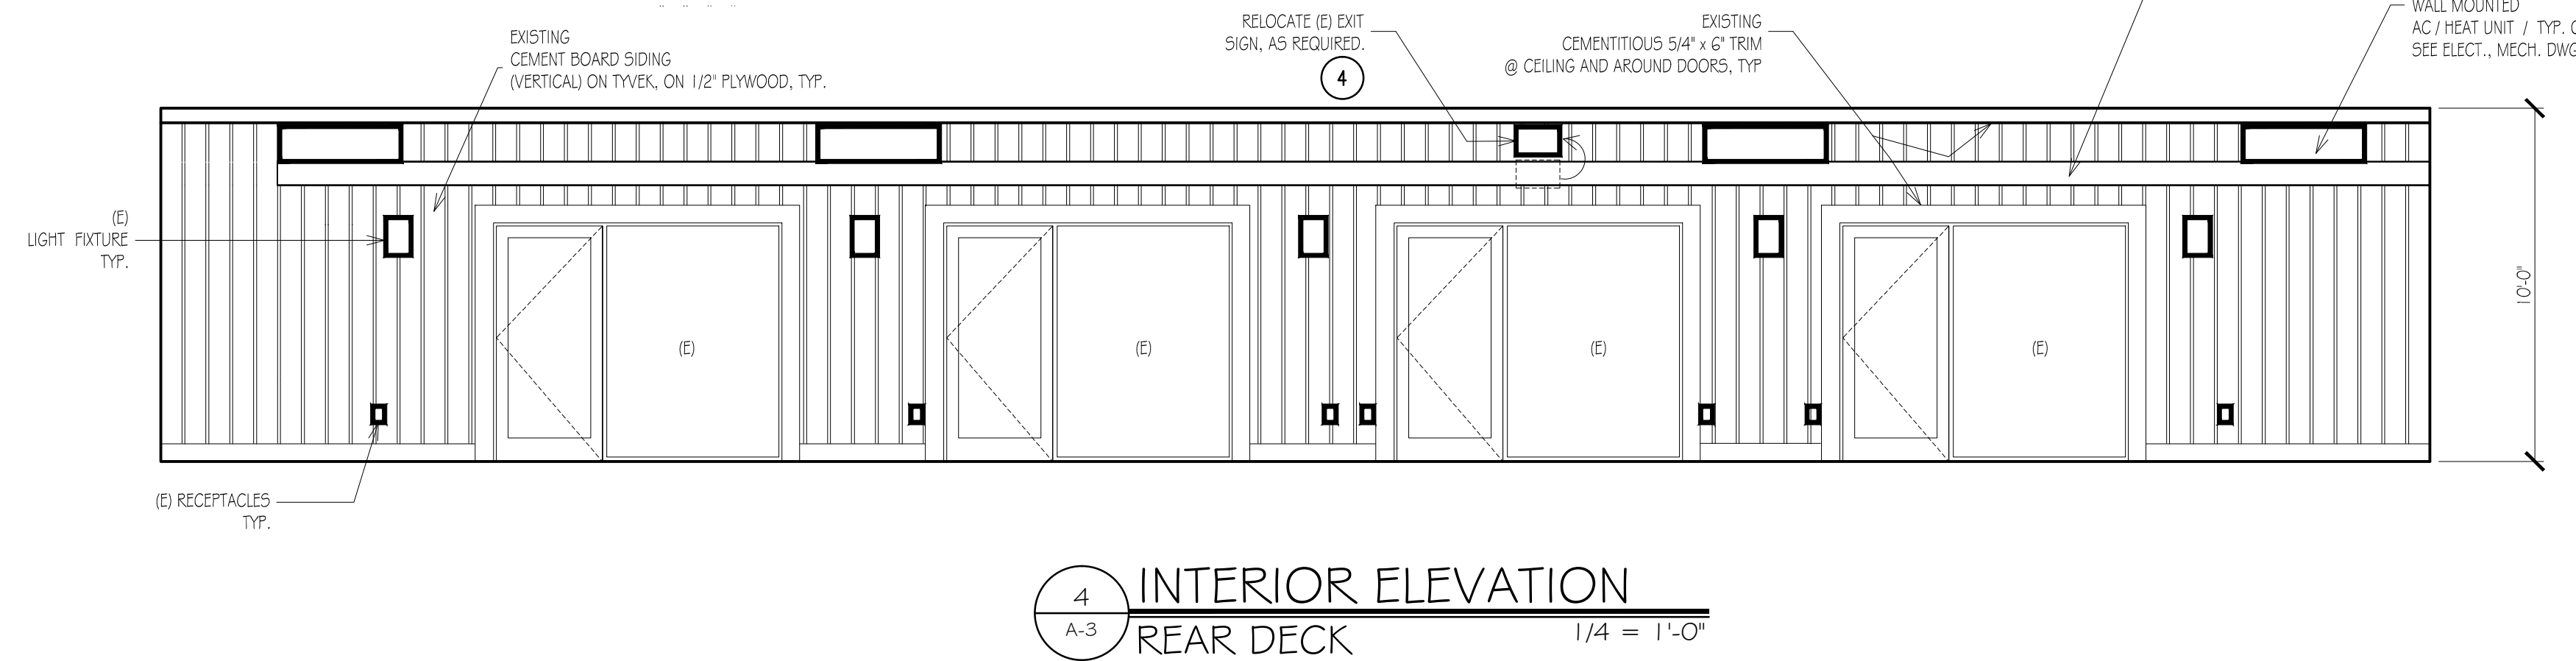 EXISTING
CEMENT BOARD SIDING
(VERTICAL) ON TYVEK, ON 1/2" PLYWOOD, TYP.
RELOCATE (E) EXIT
SIGN, AS REQUIRED.
4
EXISTING
CEMENTITIOUS 5/4" x 6" TRIM
@ CEILING AND AROUND DOORS, TYP
WALL MOUNTED
AC / HEAT UNIT / TYP.
SEE ELECT., MECH. DWG
(E)
LIGHT FIXTURE
TYP.
(E)
(E)
(E)
(E)
10'-0"
(E) RECEPTACLES
TYP.
4
A-3
INTERIOR ELEVATION
REAR DECK
1/4 = 1'-0"